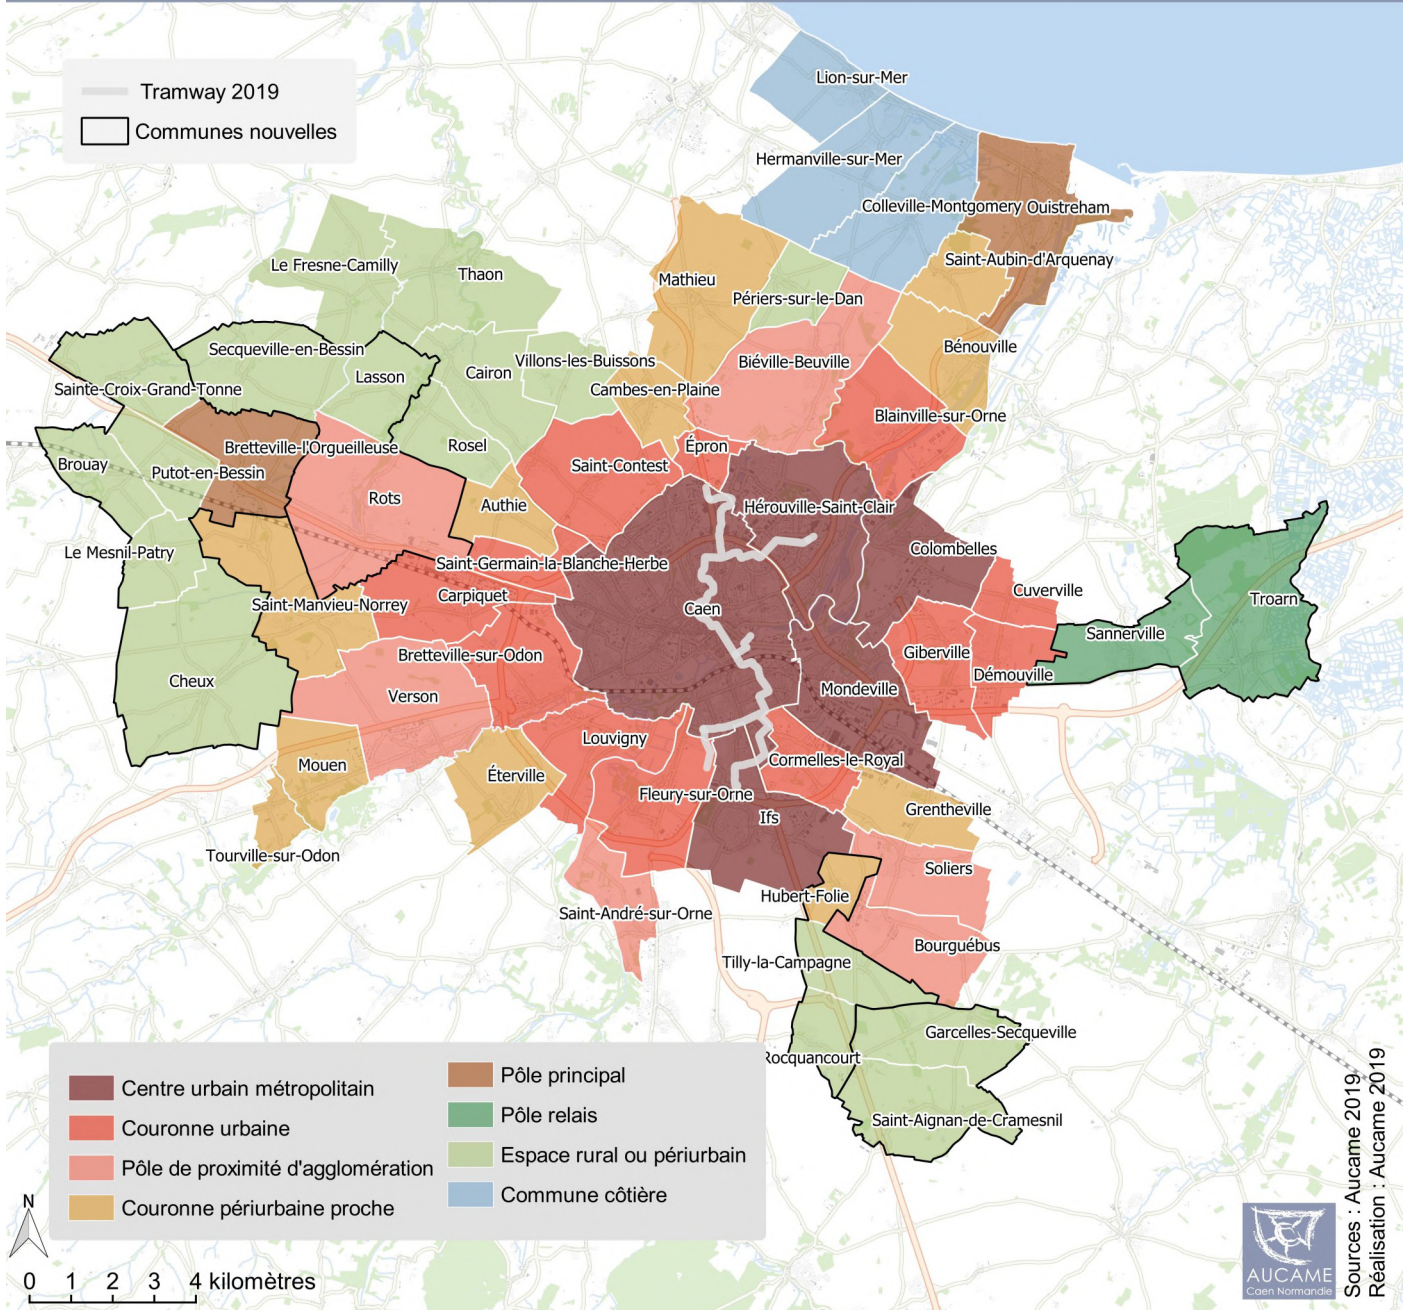 Tramway 2019
Communes nouvelles
Lion-sur-Mer
Hermanville-sur-Mer
Colleville-Montgomery
Ouistreham
Saint-Aubin-d'Arquenay
Le Fresne-Camilly
Thaon
Mathieu
Périers-sur-le-Dan
Bénouville
Secqueville-en-Bessin
Lasson
Cairon
Villons-les-Buissons
Cambes-en-Plaine
Biéville-Beuville
Blainville-sur-Orne
Sainte-Croix-Grand-Tonne
Bretteville-l'Orgueilleuse
Rosel
Saint-Contest
Épron
Brouay
Putot-en-Bessin
Rots
Authie
Hérouville-Saint-Clair
Le Mesnil-Patry
Saint-Germain-la-Blanche-Herbe
Colombelles
Cuverville
Troarn
Saint-Manvieu-Norrey
Carpiquet
Caen
Sannerville
Bretteville-sur-Odon
Giberville
Démouville
Cheux
Verson
Mondeville
Mouen
Louvigny
Éterville
Cormelles-le-Royal
Fleury-sur-Orne
Ifs
Grentheville
Tourville-sur-Odon
Soliers
Hubert-Folie
Saint-André-sur-Orne
Bourguébus
Tilly-la-Campagne
Garcelles-Secqueville
Rocquancourt
Saint-Aignan-de-Cramesnil
Centre urbain métropolitain
Couronne urbaine
Pôle de proximité d'agglomération
Couronne périurbaine proche
Pôle principal
Pôle relais
Espace rural ou périurbain
Commune côtière
N
0 1 2 3 4 kilomètres
AUCAME
Caen Normandie
Sources : Aucame 2019
Réalisation : Aucame 2019